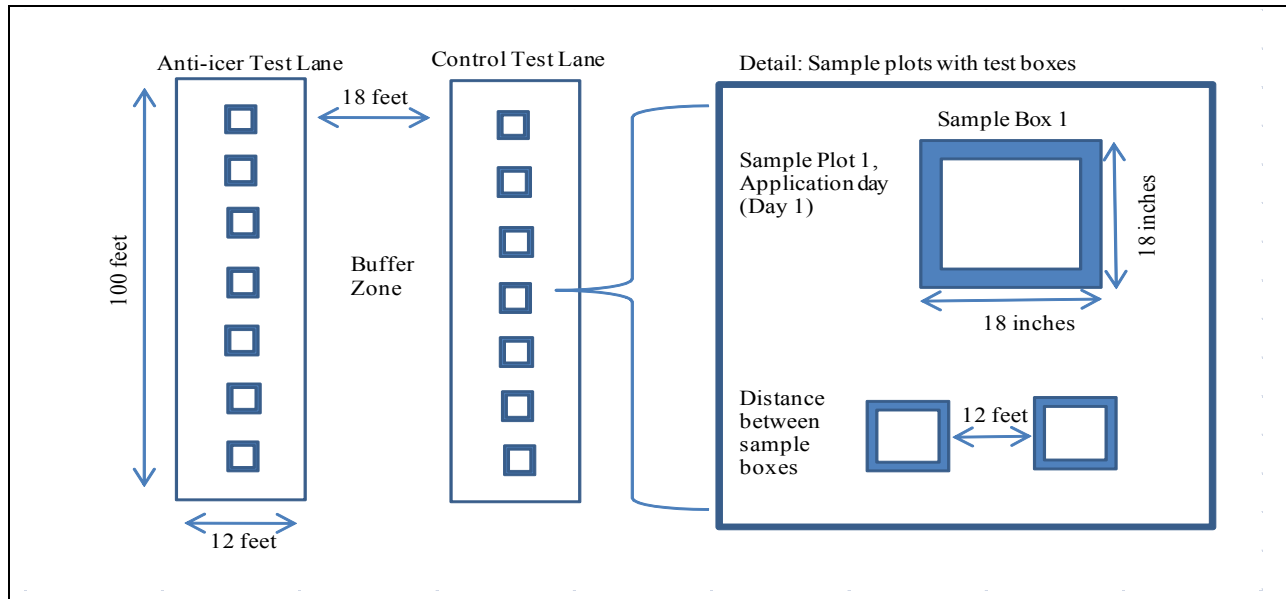 Anti-icer Test Lane
18 feet
Control Test Lane
100 feet
Buffer
Zone
12 feet
Detail: Sample plots with test boxes
Sample Box 1
Sample Plot 1,
Application day
(Day 1)
18 inches
18 inches
Distance
between
sample
boxes
12 feet